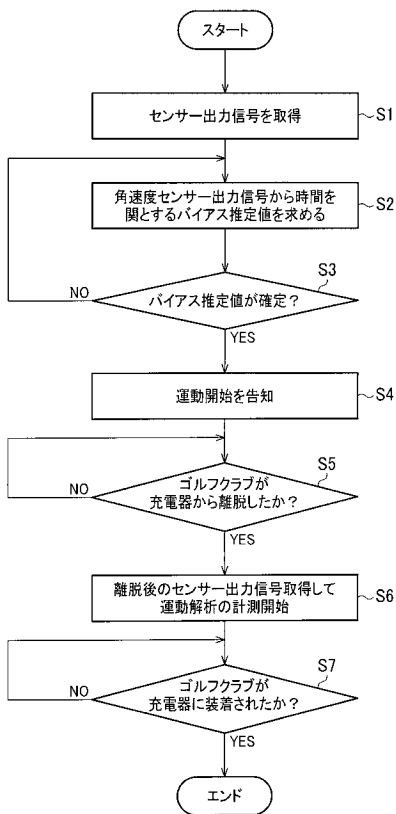 スタート
センサー出力信号を取得
S1
角速度センサー出力信号から時間を
関とするバイアス推定値を求める
S2
S3
バイアス推定値が確定？
NO
YES
運動開始を告知
S4
S5
ゴルフクラブが
充電器から離脱したか？
NO
YES
離脱後のセンサー出力信号取得して
運動解析の計測開始
S6
S7
ゴルフクラブが
充電器に装着されたか？
NO
YES
エンド